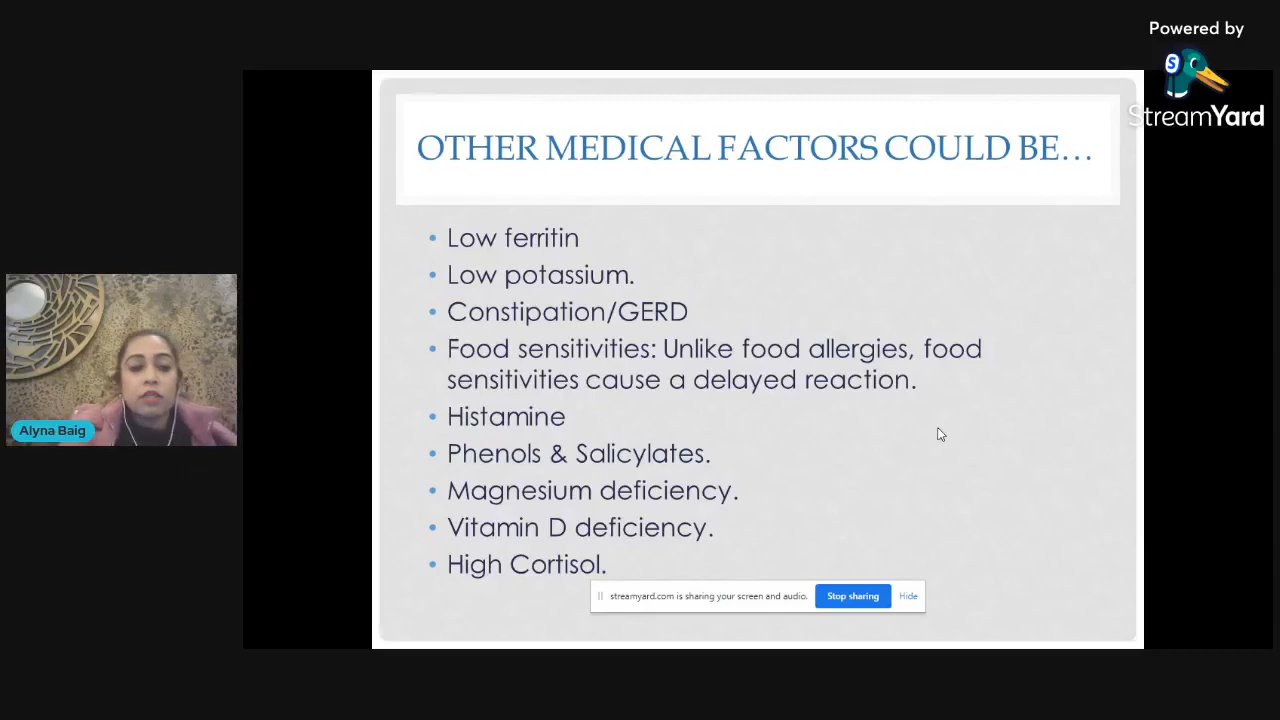 Powered by
StreamYard
OTHER MEDICAL FACTORS COULD BE...
• Low ferritin
• Low potassium.
• Constipation/GERD
• Food sensitivities: Unlike food allergies, food
sensitivities cause a delayed reaction.
• Histamine
• Phenols & Salicylates.
• Magnesium deficiency.
• Vitamin D deficiency.
• High Cortisol.
Alyna Baig
streamyard.com is sharing your screen and audio. Stop sharing Hide